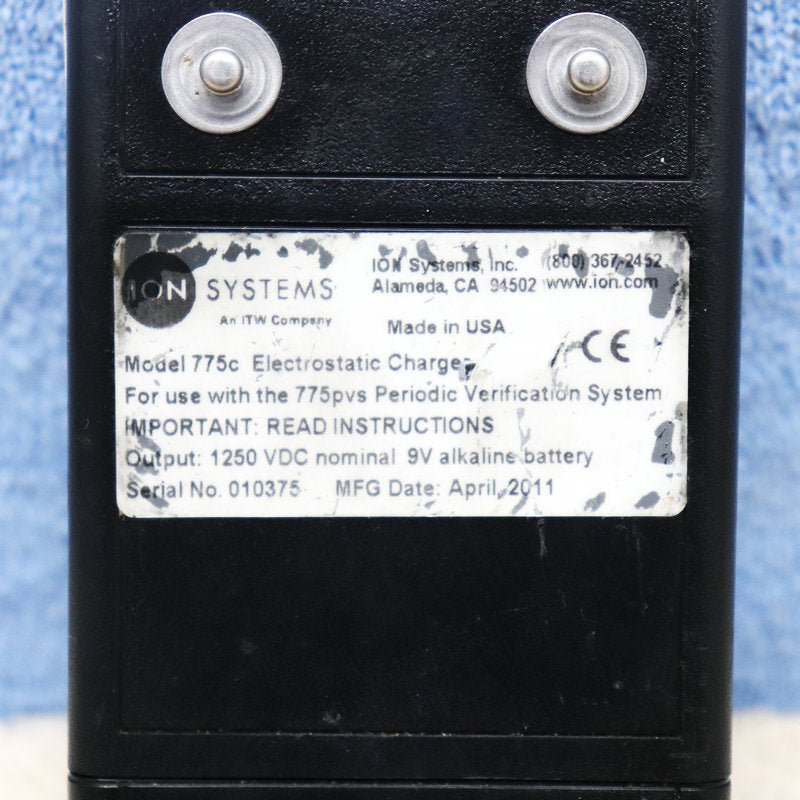 ION SYSTEMS
An ITW Company
ION Systems, Inc. (800) 367-2452
Alameda, CA 94502 www.ion.com
Made in USA
CE
Model 775c Electrostatic Charger
For use with the 775pvs Periodic Verification System
IMPORTANT: READ INSTRUCTIONS
Output: 1250 VDC nominal 9V alkaline battery
Serial No. 010375 MFG Date: April, 2011